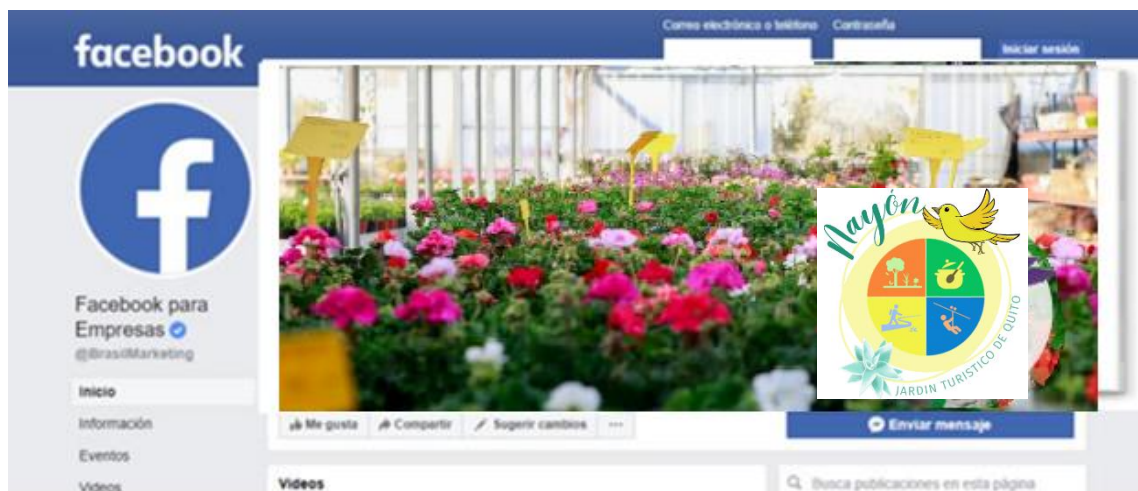 Correo electrónico o teléfono
Contraseña
facebook
Iniciar sesión
Nayón
JARDIN TURISTICO DE QUITO
Facebook para
Empresas
@BrasilMarketing
Inicio
Información
Me gusta
Compartir
Sugerir cambios
Enviar mensaje
Eventos
Videos
Videos
Busca publicaciones en esta página